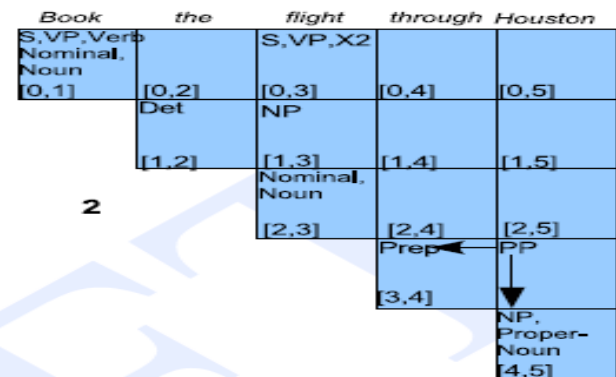 Book the flight through Houston
S,VP,Verb S,VP,X2
Nominal,
Noun
[0,1] [0,2] [0,3] [0,4] [0,5]
Det NP
[1,2] [1,3] [1,4] [1,5]
Nominal,
Noun
2
[2,3] [2,4] [2,5]
Prep PP
[3,4]
NP,
Proper-
Noun
[4,5]